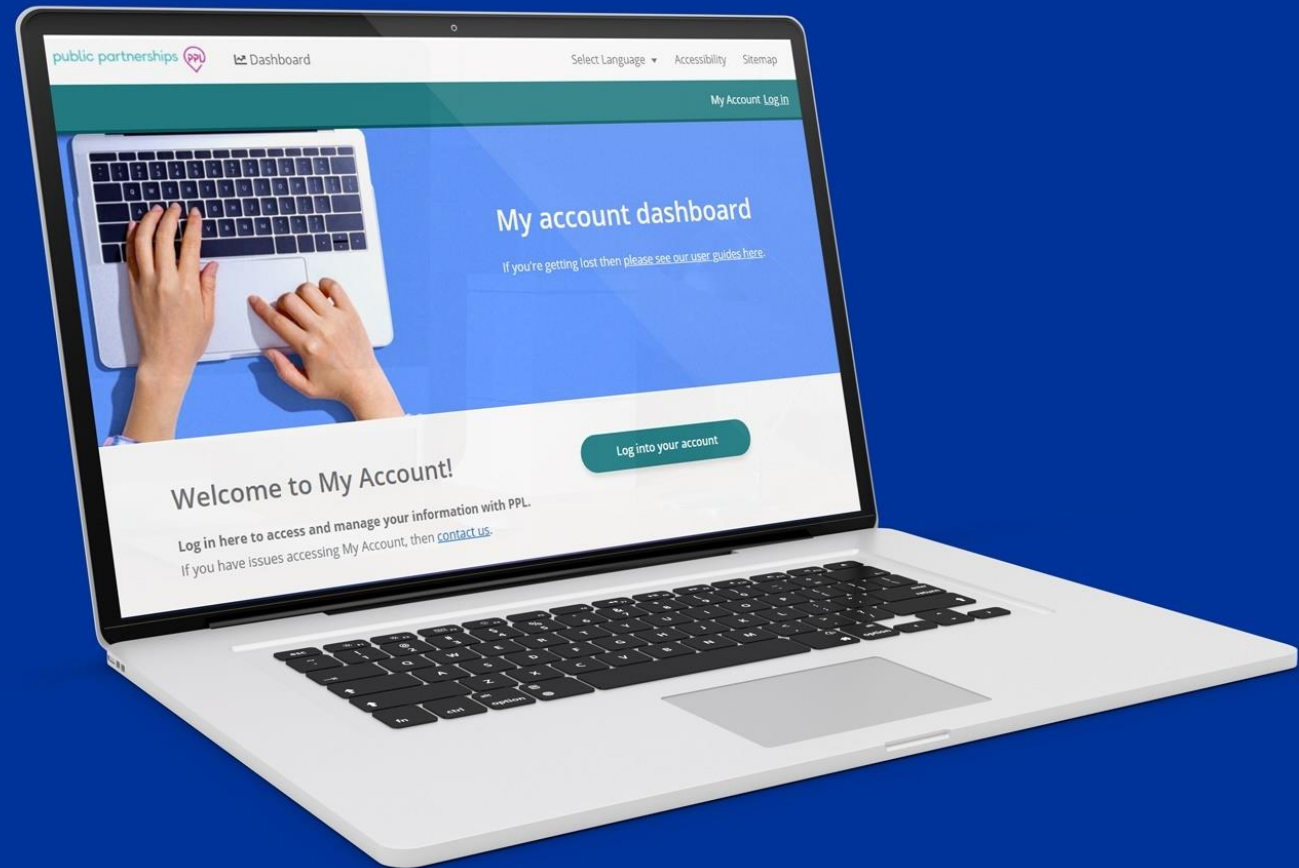 public partnerships PPL Dashboard Select Language Accessibility Sitemap
My Account Log in
My account dashboard
If you're getting lost then please see our user guides here.
Log into your account
Welcome to My Account!
Log in here to access and manage your information with PPL.
If you have issues accessing My Account, then contact us.